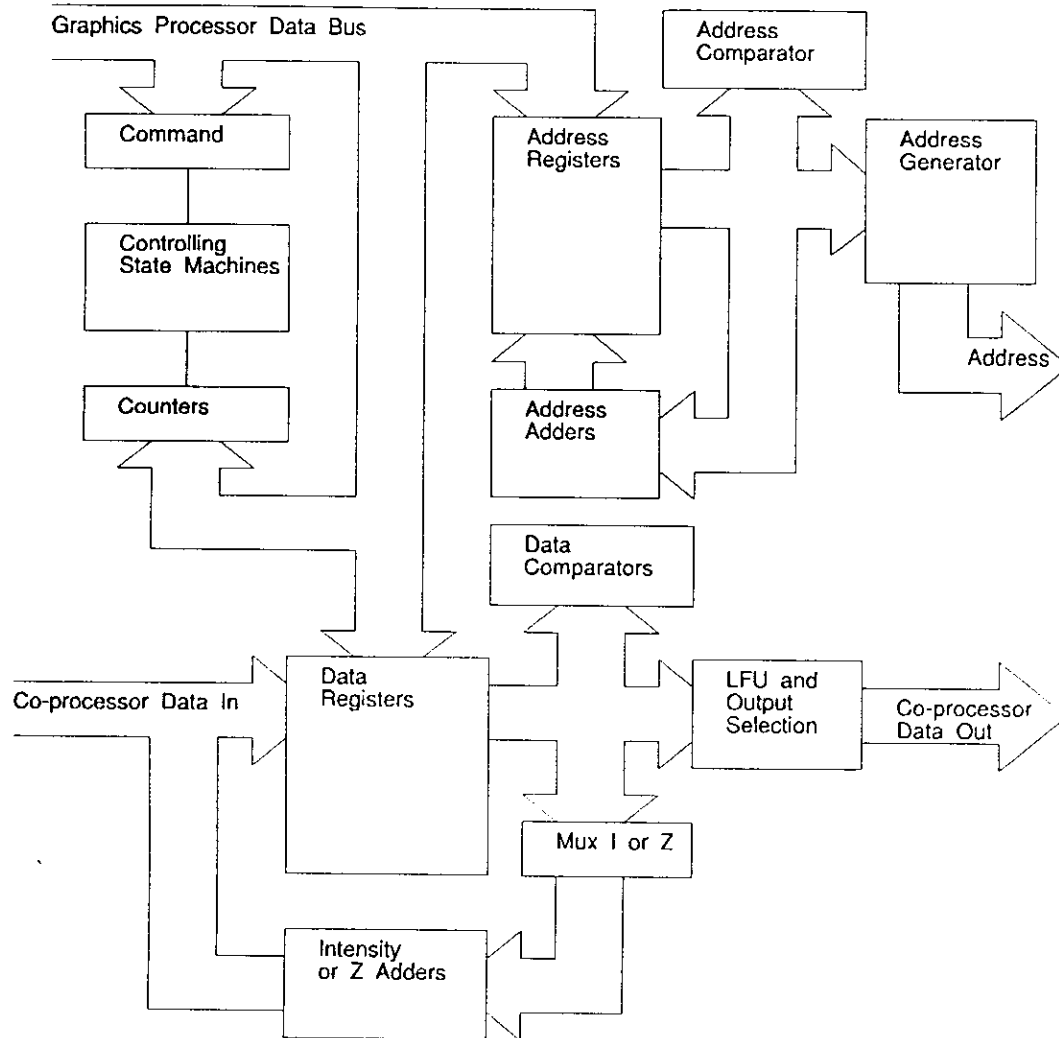 Graphics Processor Data Bus
Address
Comparator
Command
Address
Registers
Address
Generator
Controlling
State Machines
Address
Counters
Address
Adders
Data
Comparators
Co-processor Data In
Data
Registers
LFU and
Output
Selection
Co-processor
Data Out
Mux I or Z
Intensity
or Z Adders